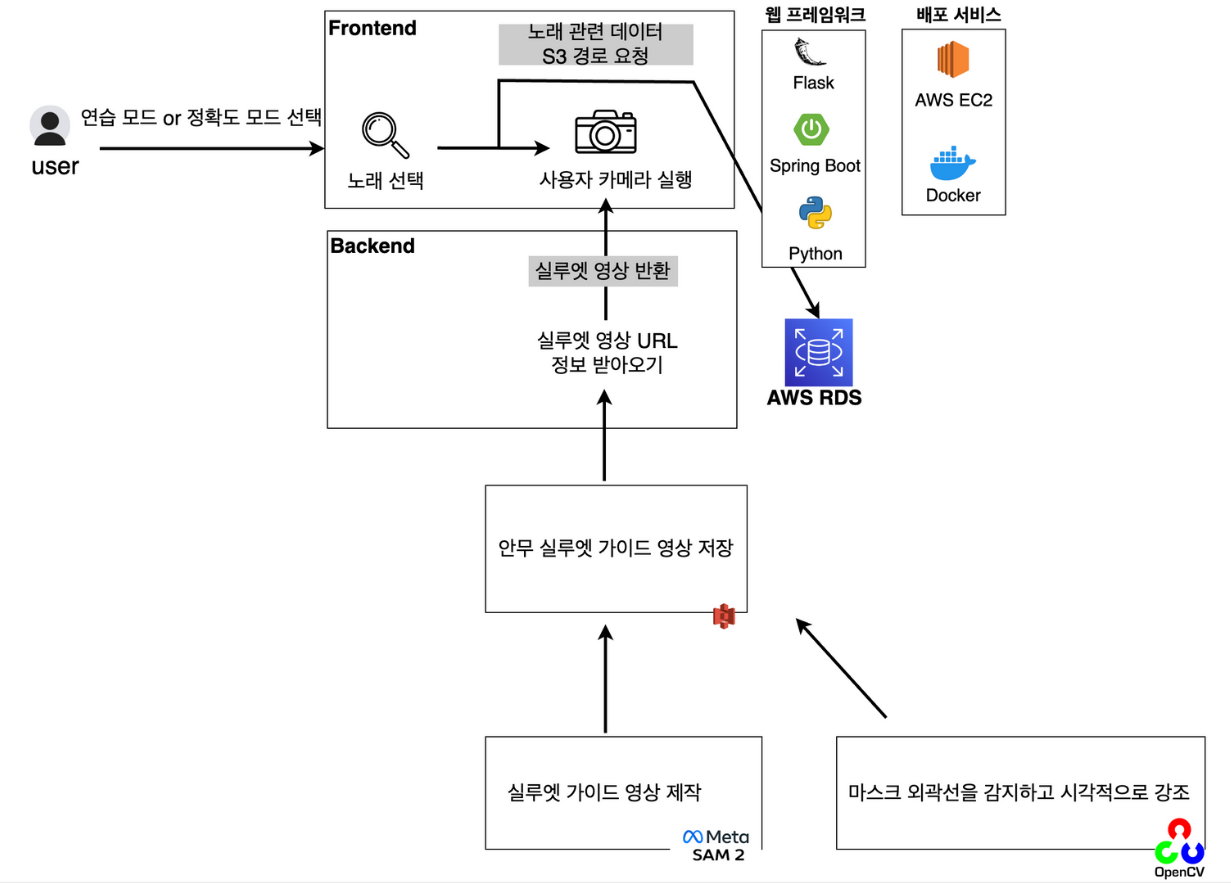 Frontend
노래 관련 데이터
S3 경로 요청
웹 프레임워크
배포 서비스
Flask
AWS EC2
연습 모드 or 정확도 모드 선택
user
노래 선택
사용자 카메라 실행
Spring Boot
Docker
Python
Backend
실루엣 영상 반환
실루엣 영상 URL
정보 받아오기
AWS RDS
안무 실루엣 가이드 영상 저장
실루엣 가이드 영상 제작
Meta
SAM 2
마스크 외곽선을 감지하고 시각적으로 강조
OpenCV